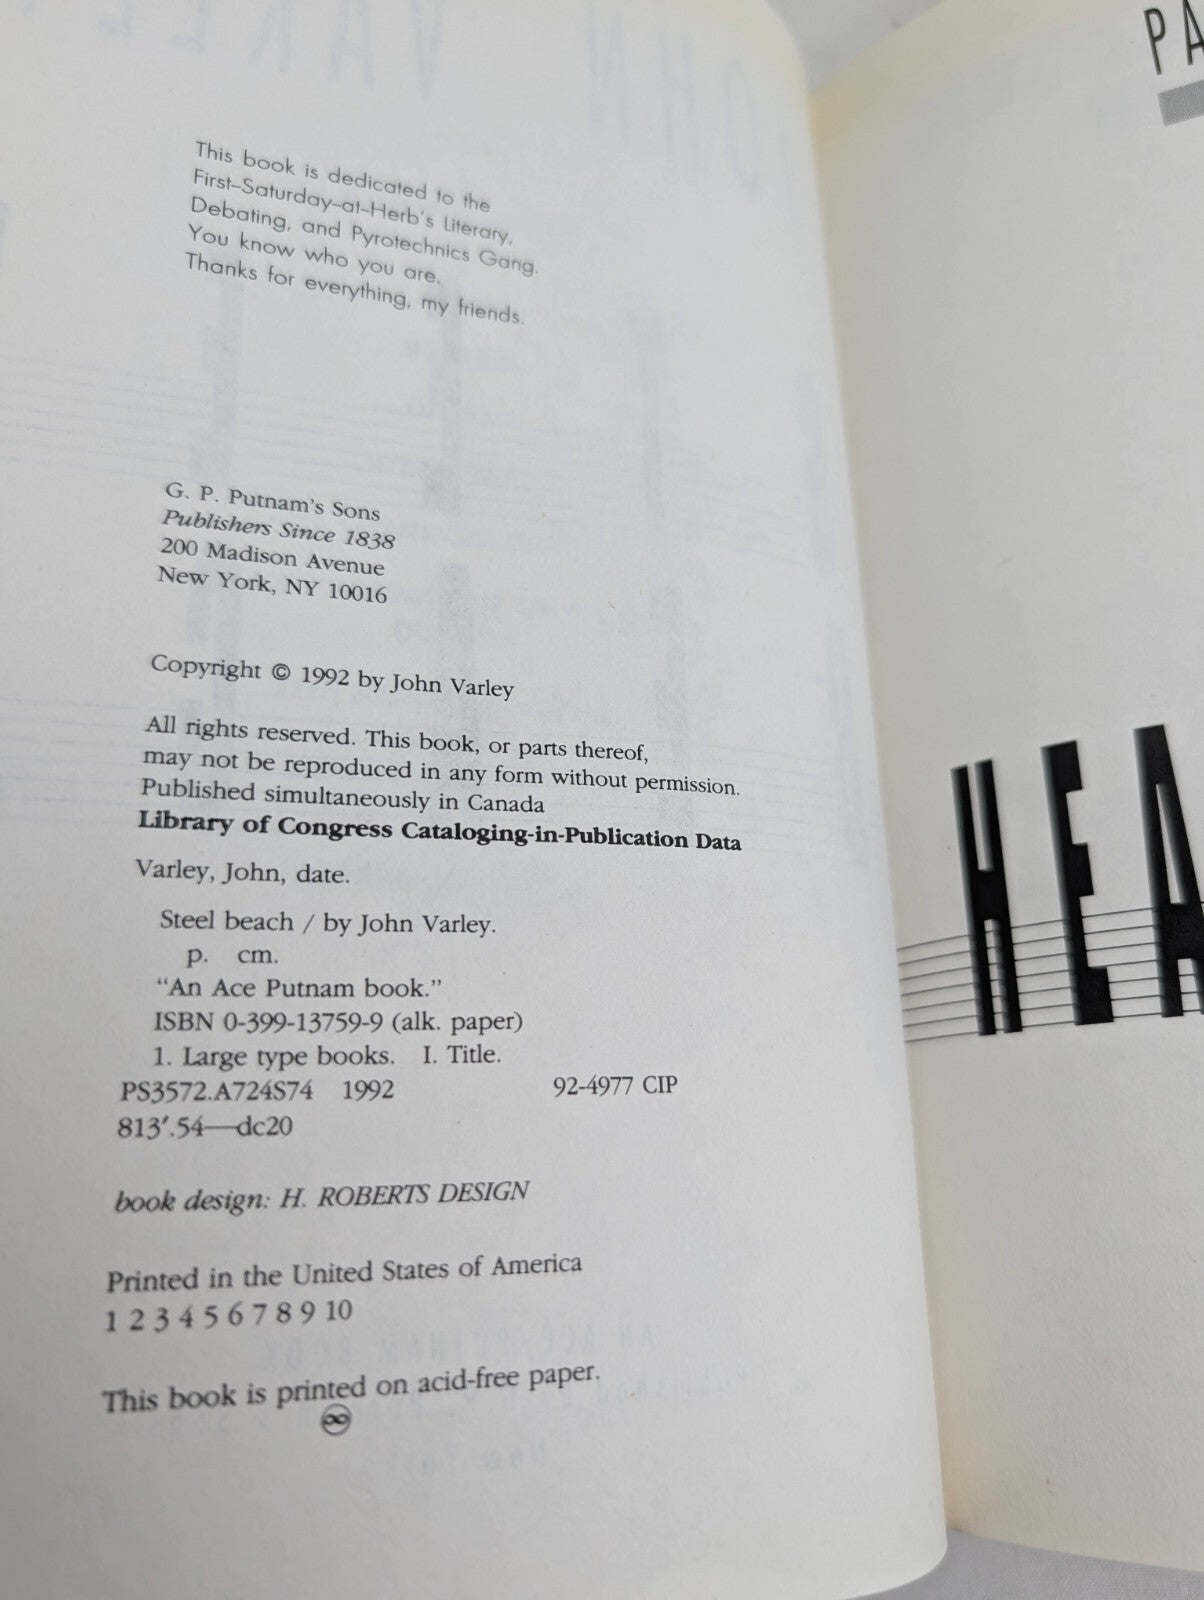 This book is dedicated to the
First–Saturday–at–Herb's Literary,
Debating, and Pyrotechnics Gang.
You know who you are.
Thanks for everything, my friends.
G. P. Putnam's Sons
Publishers Since 1838
200 Madison Avenue
New York, NY 10016
Copyright © 1992 by John Varley
All rights reserved. This book, or parts thereof,
may not be reproduced in any form without permission.
Published simultaneously in Canada
Library of Congress Cataloging-in-Publication Data
Varley, John, date.
Steel beach / by John Varley.
p. cm.
"An Ace Putnam book."
ISBN 0-399-13759-9 (alk. paper)
1. Large type books. I. Title.
PS3572.A724S74 1992 92-4977 CIP
813′.54—dc20
book design: H. ROBERTS DESIGN
Printed in the United States of America
1 2 3 4 5 6 7 8 9 10
This book is printed on acid-free paper.
PA
HEA